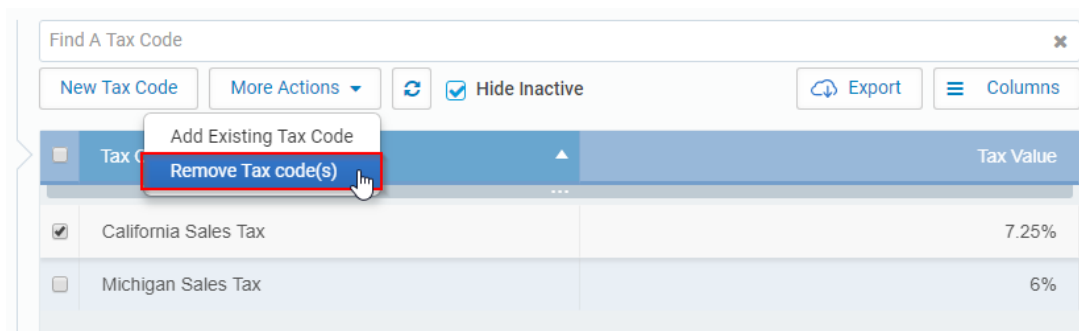 Find A Tax Code
New Tax Code More Actions Hide Inactive Export Columns
Add Existing Tax Code
Tax Tax Value
Remove Tax code(s)
California Sales Tax 7.25%
Michigan Sales Tax 6%